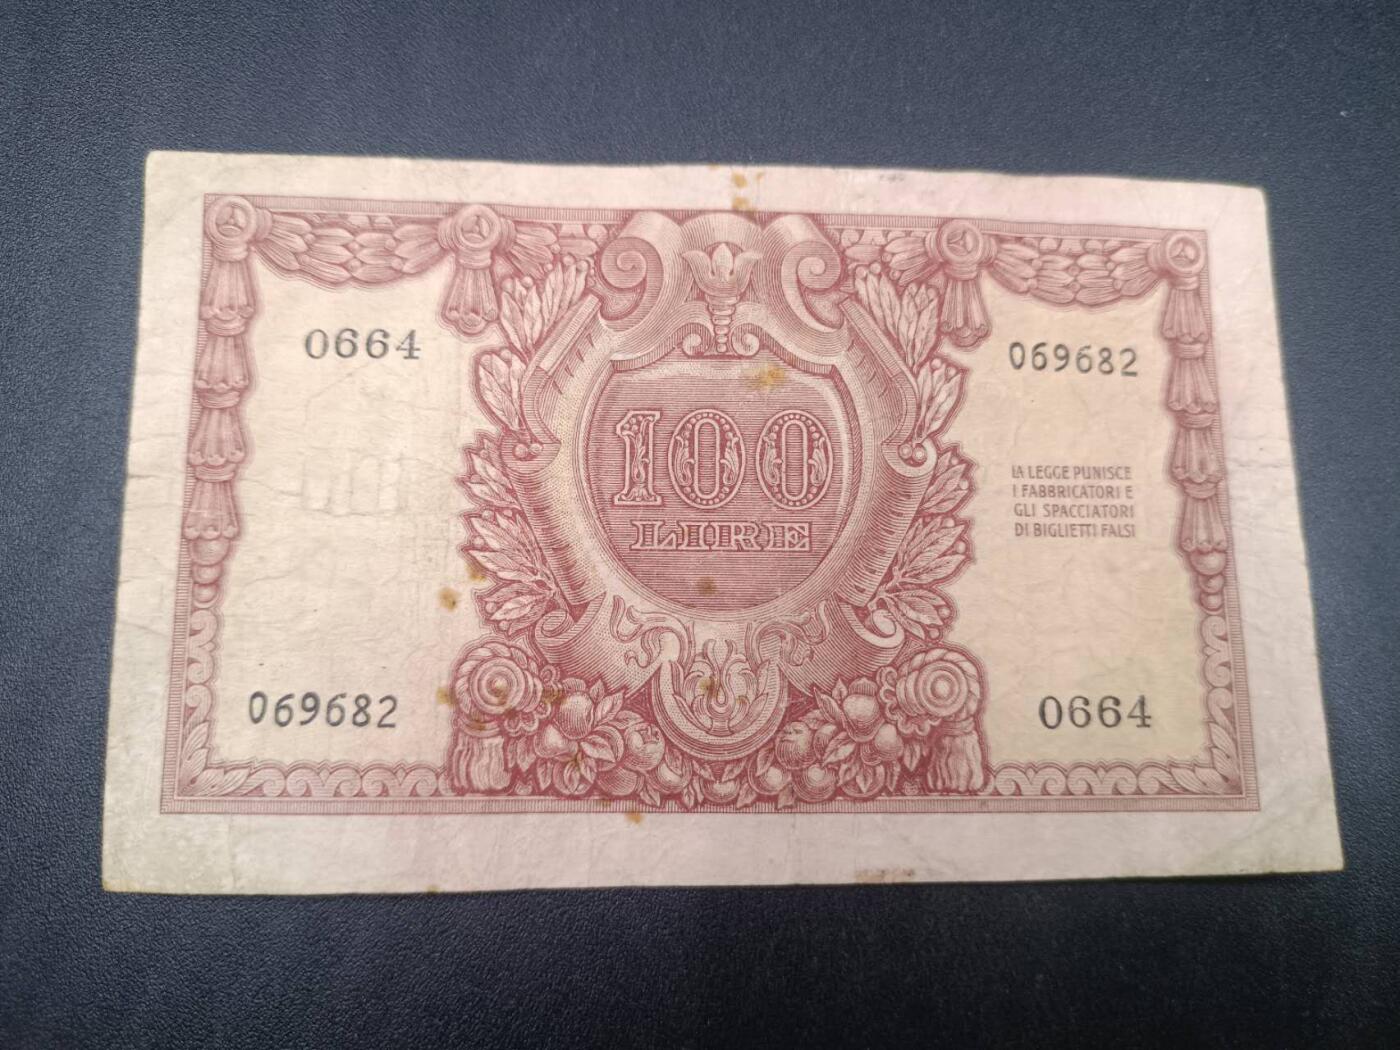 0664
069682
100
LIRE
LA LEGGE PUNISCE
I FABBRICATORI E
GLI SPACCIATORI
DI BIGLIETTI FALSI
069682
0664